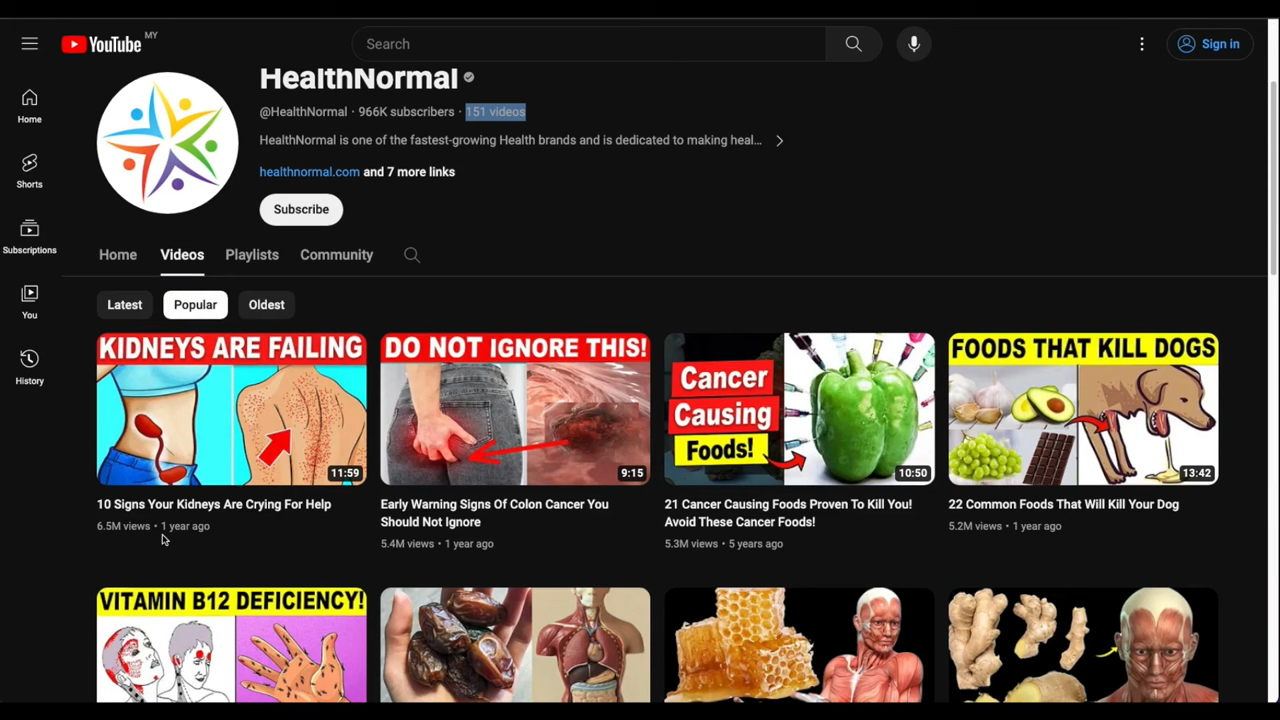 YouTube MY
Search
Sign in
HealthNormal
@HealthNormal · 966K subscribers · 151 videos
HealthNormal is one of the fastest-growing Health brands and is dedicated to making heal...
healthnormal.com and 7 more links
Subscribe
Home
Shorts
Subscriptions
You
History
Home Videos Playlists Community
Latest Popular Oldest
KIDNEYS ARE FAILING
11:59
10 Signs Your Kidneys Are Crying For Help
6.5M views · 1 year ago
DO NOT IGNORE THIS!
9:15
Early Warning Signs Of Colon Cancer You
Should Not Ignore
5.4M views · 1 year ago
Cancer
Causing
Foods!
10:50
21 Cancer Causing Foods Proven To Kill You!
Avoid These Cancer Foods!
5.3M views · 5 years ago
FOODS THAT KILL DOGS
13:42
22 Common Foods That Will Kill Your Dog
5.2M views · 1 year ago
VITAMIN B12 DEFICIENCY!